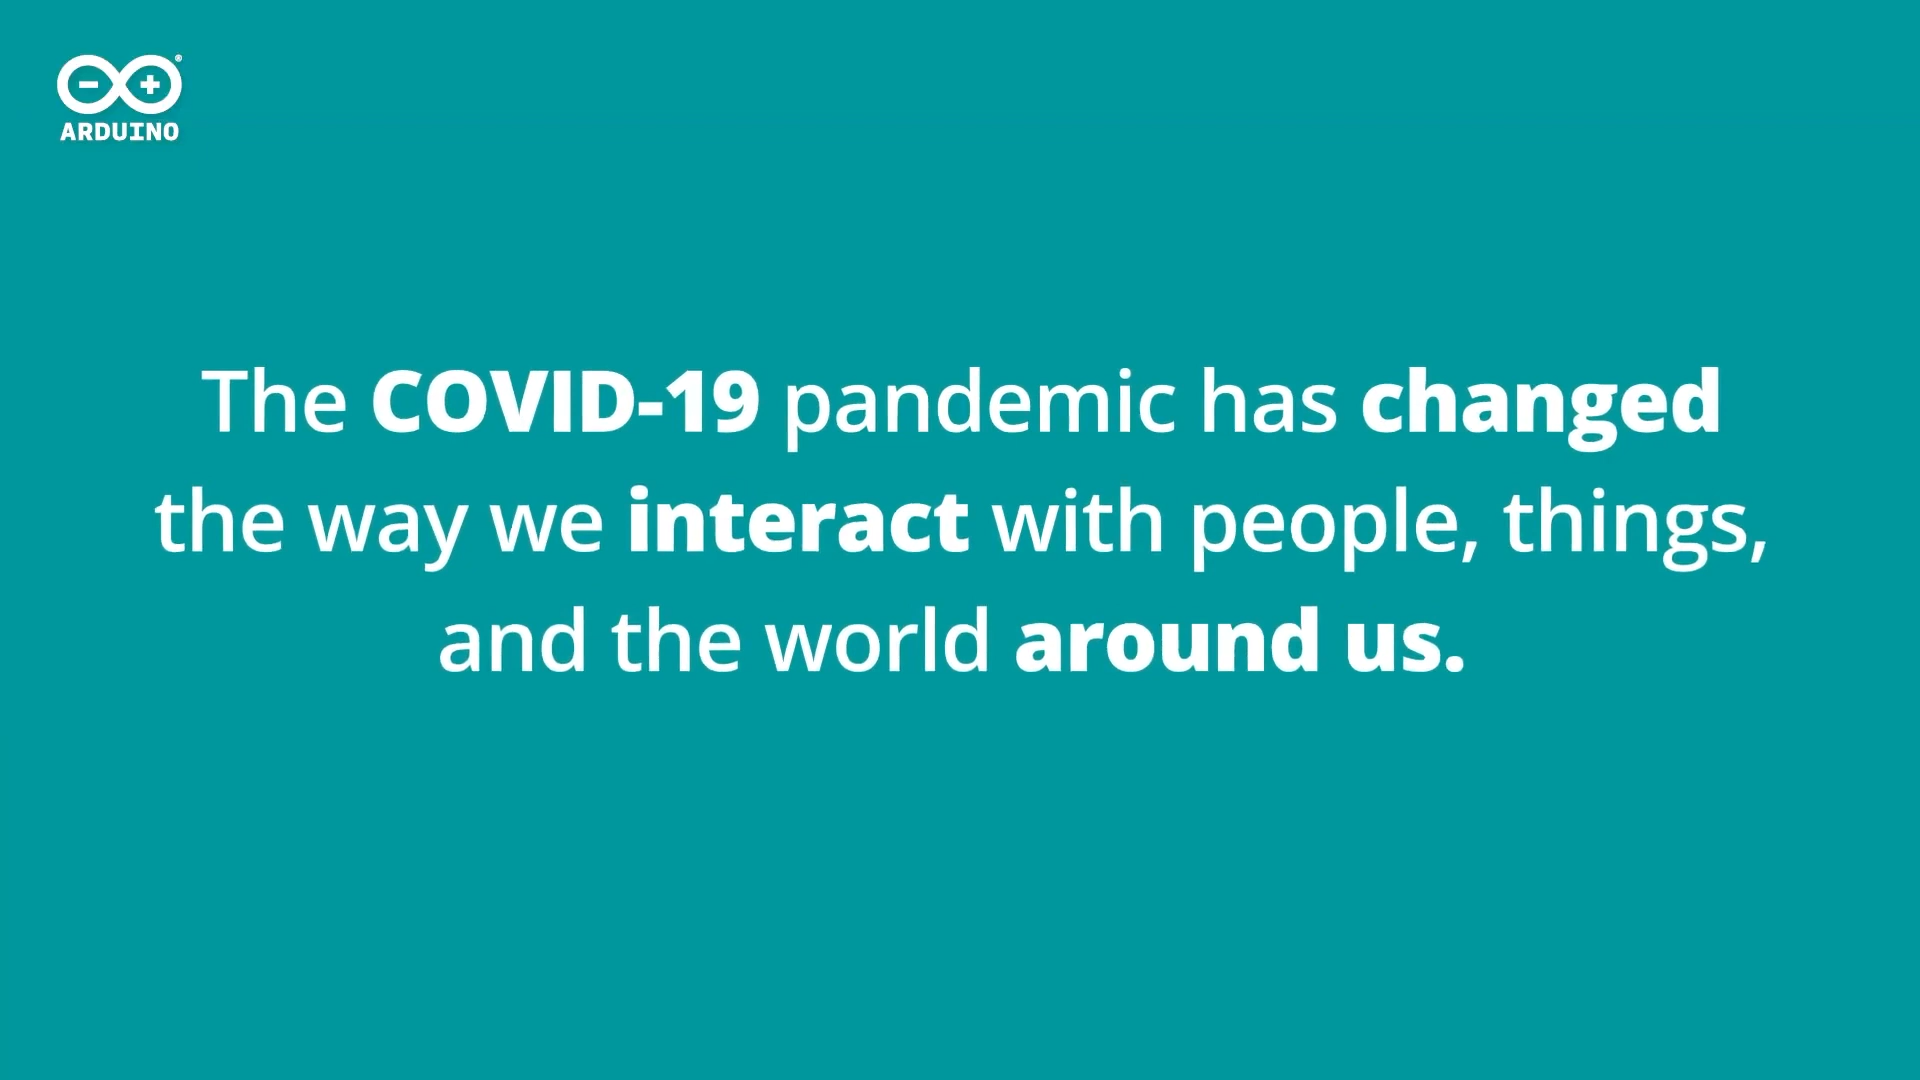 ARDUINO
The COVID-19 pandemic has changed
the way we interact with people, things,
and the world around us.